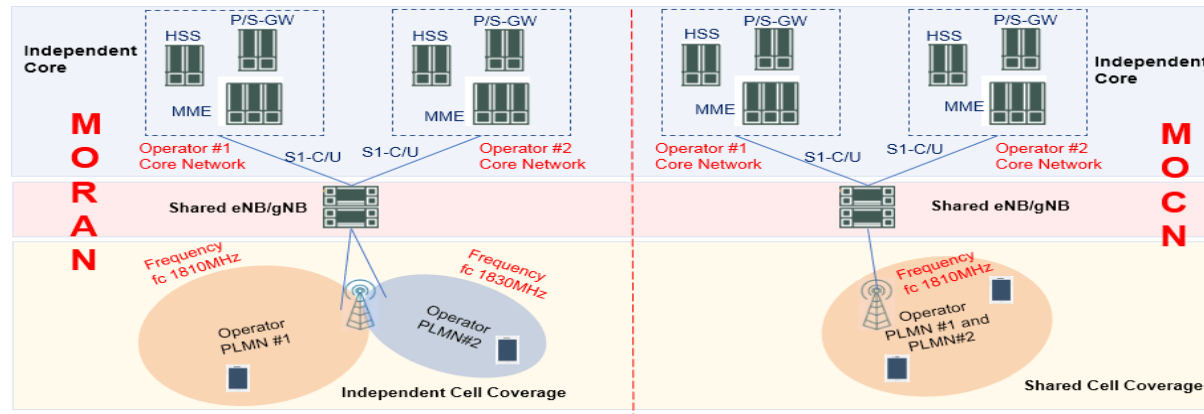 P/S-GW
HSS
MME
P/S-GW
HSS
MME
Independent
Core
Operator #1
Core Network
S1-C/U
S1-C/U
Operator #2
Core Network
MORAN
Shared eNB/gNB
Frequency
fc 1810MHz
Frequency
fc 1830MHz
Operator
PLMN #1
Operator
PLMN#2
Independent Cell Coverage
P/S-GW
HSS
MME
P/S-GW
HSS
MME
Independent
Core
Operator #1
Core Network
S1-C/U
S1-C/U
Operator #2
Core Network
MOCN
Shared eNB/gNB
Frequency
fc 1810MHz
Operator
PLMN #1 and
PLMN#2
Shared Cell Coverage